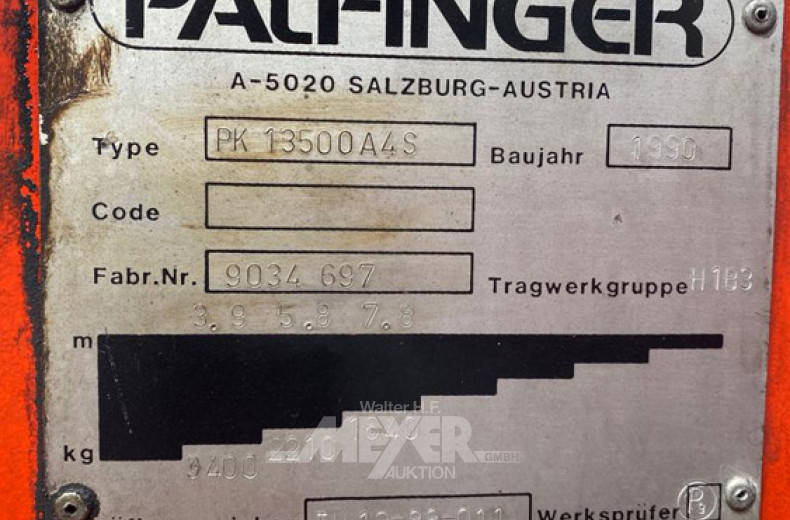 PALFINGER
A-5020 SALZBURG-AUSTRIA
Type PK 13500A4S Baujahr 1990
Code
Fabr.Nr. 9034 697 Tragwerkgruppe H1B3
3.9 5.8 7.8
m
Walter H.F.
MEYER GMBH
AUKTION
kg 3400 2210 1640
Werksprüfer